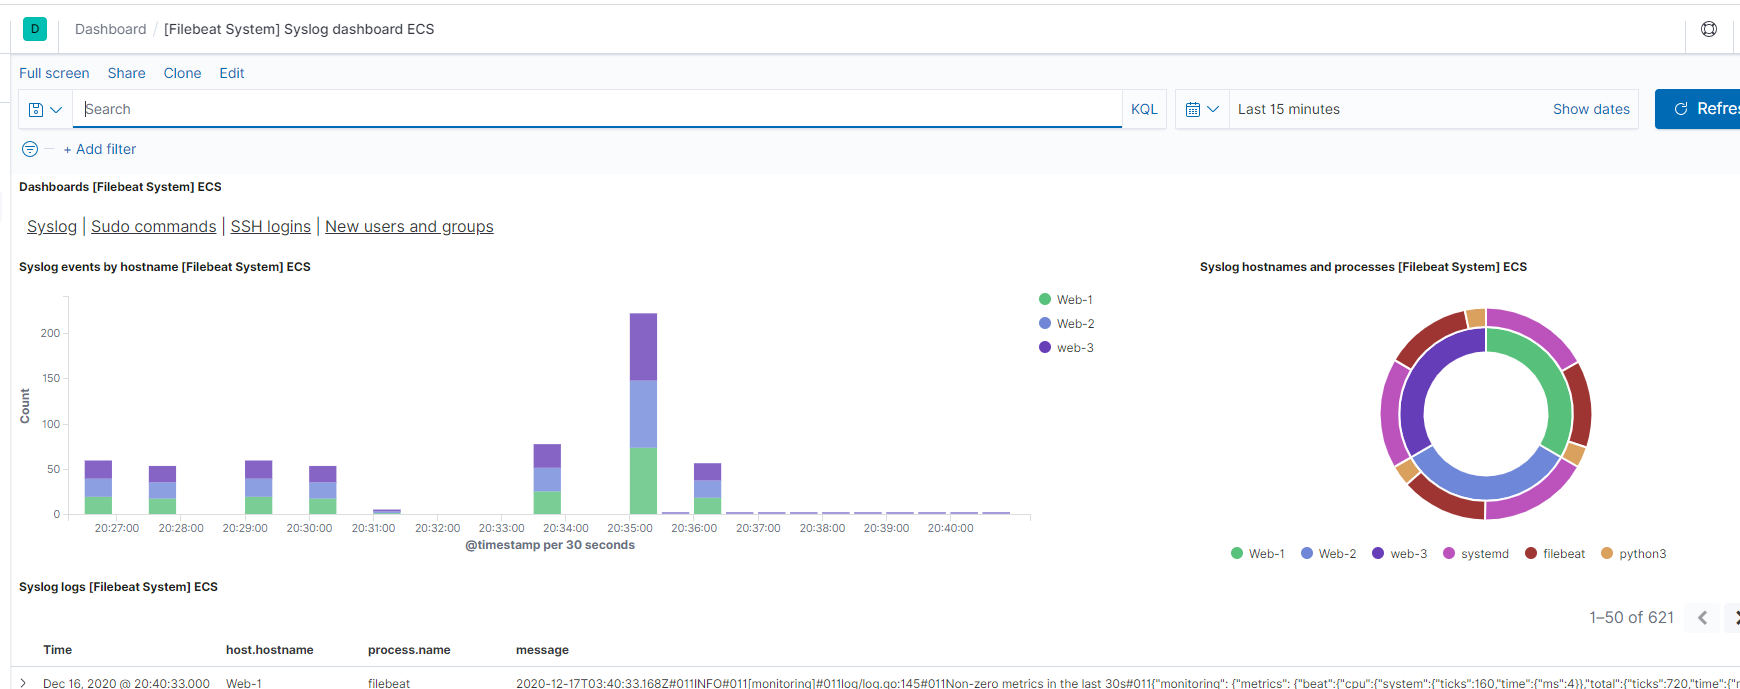 D Dashboard / [Filebeat System] Syslog dashboard ECS
Full screen Share Clone Edit
Search KQL Last 15 minutes Show dates Refres
+ Add filter
Dashboards [Filebeat System] ECS
Syslog | Sudo commands | SSH logins | New users and groups
Syslog events by hostname [Filebeat System] ECS
200
150
100
50
0
Count
20:27:00 20:28:00 20:29:00 20:30:00 20:31:00 20:32:00 20:33:00 20:34:00 20:35:00 20:36:00 20:37:00 20:38:00 20:39:00 20:40:00
@timestamp per 30 seconds
Web-1
Web-2
web-3
Syslog hostnames and processes [Filebeat System] ECS
Web-1 Web-2 web-3 systemd filebeat python3
Syslog logs [Filebeat System] ECS
1–50 of 621
Time host.hostname process.name message
Dec 16, 2020 @ 20:40:33.000 Web-1 filebeat 2020-12-17T03:40:33.168Z#011INFO#011[monitoring]#011log/log.go:145#011Non-zero metrics in the last 30s#011{"monitoring": {"metrics": {"beat":{"cpu":{"system":{"ticks":160,"time":{"ms":4}},"total":{"ticks":720,"time":{"m